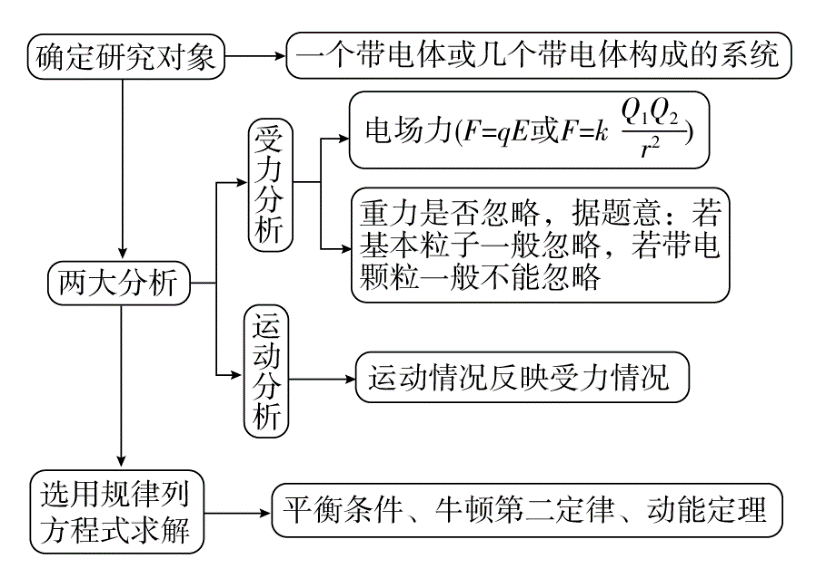 确定研究对象
一个带电体或几个带电体构成的系统
受力分析
电场力(F=qE或F=k Q₁Q₂/r²)
重力是否忽略，据题意：若
基本粒子一般忽略，若带电
颗粒一般不能忽略
两大分析
运动分析
运动情况反映受力情况
选用规律列
方程式求解
平衡条件、牛顿第二定律、动能定理